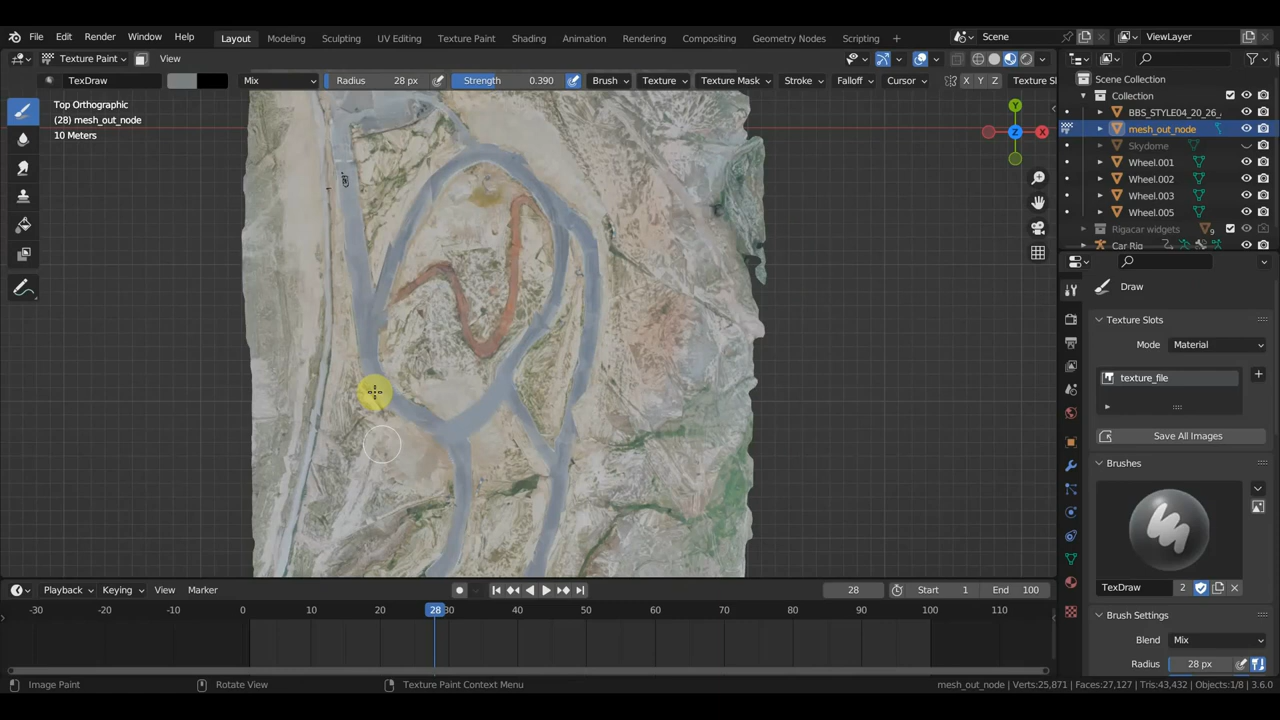 File Edit Render Window Help Layout Modeling Sculpting UV Editing Texture Paint Shading Animation Rendering Compositing Geometry Nodes Scripting + Scene ViewLayer
Texture Paint View
TexDraw Mix Radius 28 px Strength 0.390 Brush Texture Texture Mask Stroke Falloff Cursor X Y Z Texture Sl
Top Orthographic
(28) mesh_out_node
10 Meters
Y
Z
X
Scene Collection
Collection
BBS_STYLE04_20_26_
mesh_out_node
Skydome
Wheel.001
Wheel.002
Wheel.003
Wheel.005
Rigacar widgets 9
Car Rig
Draw
Texture Slots
Mode Material
texture_file
Save All Images
Brushes
TexDraw 2
Brush Settings
Blend Mix
Radius 28 px
Playback Keying View Marker 28 Start 1 End 100
-30 -20 -10 0 10 20 28 30 40 50 60 70 80 90 100 110
Image Paint Rotate View Texture Paint Context Menu mesh_out_node | Verts:25,871 | Faces:27,127 | Tris:43,432 | Objects:1/8 | 3.6.0